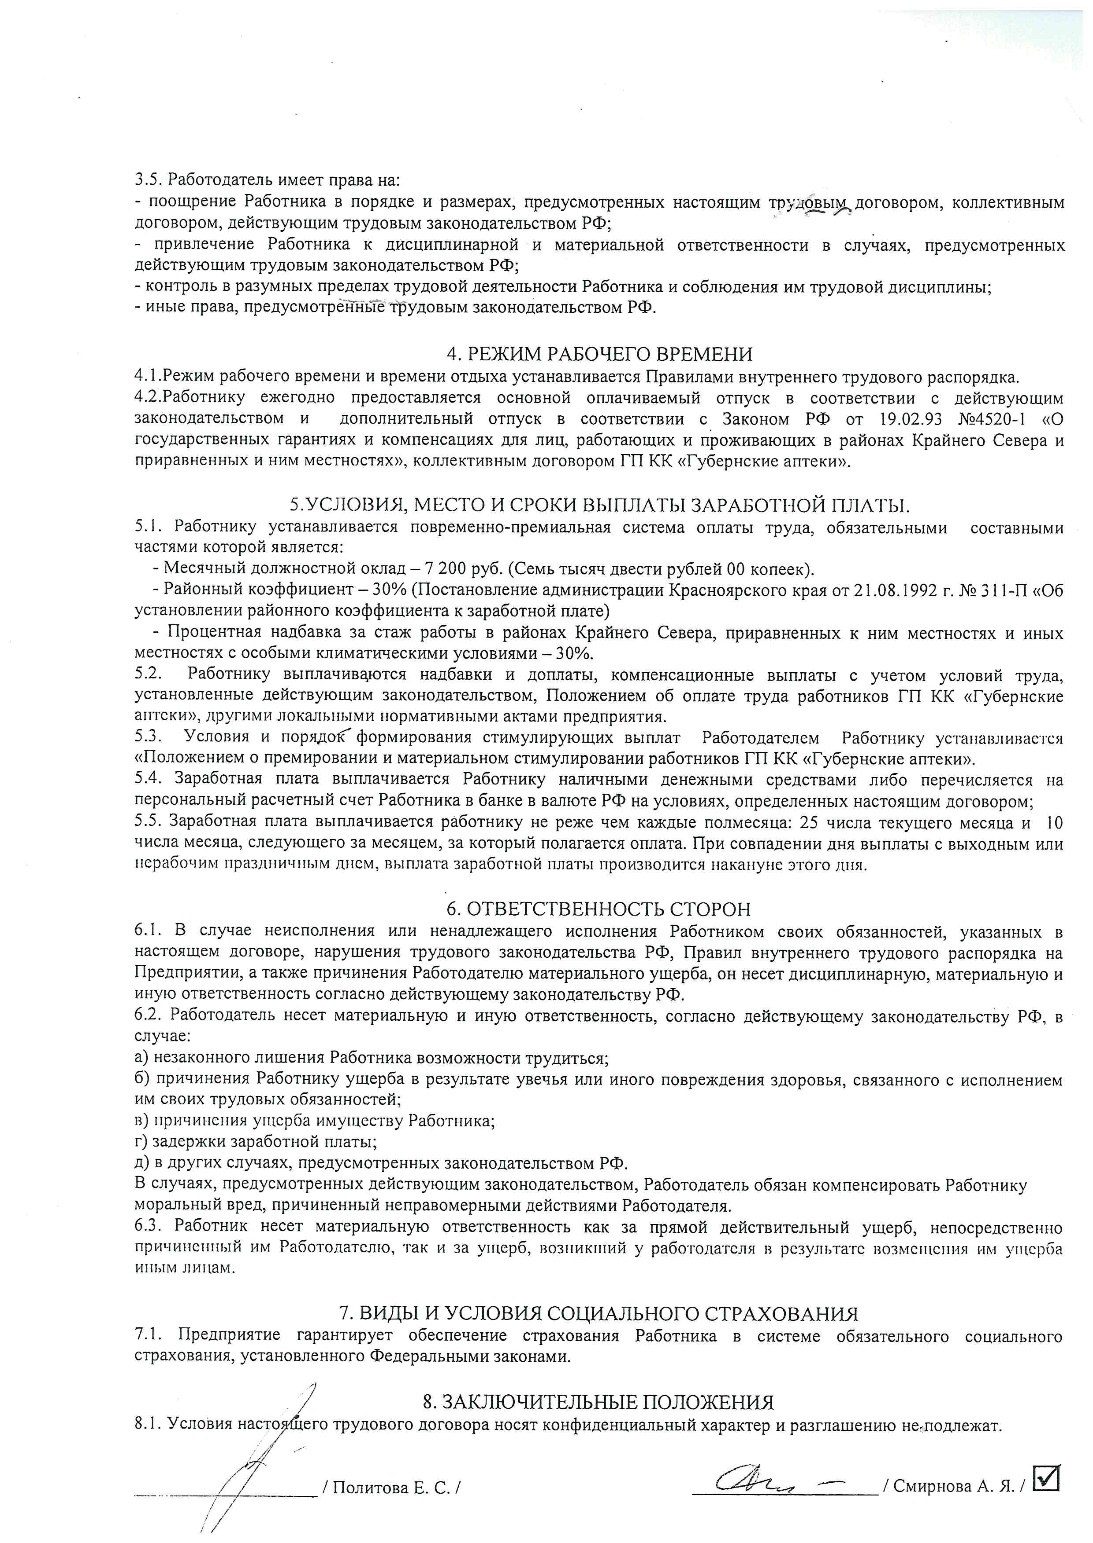 3.5. Работодатель имеет права на:
- поощрение Работника в порядке и размерах, предусмотренных настоящим трудовым договором, коллективным
договором, действующим трудовым законодательством РФ;
- привлечение Работника к дисциплинарной и материальной ответственности в случаях, предусмотренных
действующим трудовым законодательством РФ;
- контроль в разумных пределах трудовой деятельности Работника и соблюдения им трудовой дисциплины;
- иные права, предусмотренные трудовым законодательством РФ.
4. РЕЖИМ РАБОЧЕГО ВРЕМЕНИ
4.1.Режим рабочего времени и времени отдыха устанавливается Правилами внутреннего трудового распорядка.
4.2.Работнику ежегодно предоставляется основной оплачиваемый отпуск в соответствии с действующим
законодательством и дополнительный отпуск в соответствии с Законом РФ от 19.02.93 №4520-1 «О
государственных гарантиях и компенсациях для лиц, работающих и проживающих в районах Крайнего Севера и
приравненных и ним местностях», коллективным договором ГП КК «Губернские аптеки».
5.УСЛОВИЯ, МЕСТО И СРОКИ ВЫПЛАТЫ ЗАРАБОТНОЙ ПЛАТЫ.
5.1. Работнику устанавливается повременно-премиальная система оплаты труда, обязательными составными
частями которой является:
- Месячный должностной оклад – 7 200 руб. (Семь тысяч двести рублей 00 копеек).
- Районный коэффициент – 30% (Постановление администрации Красноярского края от 21.08.1992 г. № 311-П «Об
установлении районного коэффициента к заработной плате)
- Процентная надбавка за стаж работы в районах Крайнего Севера, приравненных к ним местностях и иных
местностях с особыми климатическими условиями – 30%.
5.2. Работнику выплачиваются надбавки и доплаты, компенсационные выплаты с учетом условий труда,
установленные действующим законодательством, Положением об оплате труда работников ГП КК «Губернские
аптеки», другими локальными нормативными актами предприятия.
5.3. Условия и порядок формирования стимулирующих выплат Работодателем Работнику устанавливается
«Положением о премировании и материальном стимулировании работников ГП КК «Губернские аптеки».
5.4. Заработная плата выплачивается Работнику наличными денежными средствами либо перечисляется на
персональный расчетный счет Работника в банке в валюте РФ на условиях, определенных настоящим договором;
5.5. Заработная плата выплачивается работнику не реже чем каждые полмесяца: 25 числа текущего месяца и 10
числа месяца, следующего за месяцем, за который полагается оплата. При совпадении дня выплаты с выходным или
нерабочим праздничным днем, выплата заработной платы производится накануне этого дня.
6. ОТВЕТСТВЕННОСТЬ СТОРОН
6.1. В случае неисполнения или ненадлежащего исполнения Работником своих обязанностей, указанных в
настоящем договоре, нарушения трудового законодательства РФ, Правил внутреннего трудового распорядка на
Предприятии, а также причинения Работодателю материального ущерба, он несет дисциплинарную, материальную и
иную ответственность согласно действующему законодательству РФ.
6.2. Работодатель несет материальную и иную ответственность, согласно действующему законодательству РФ, в
случае:
а) незаконного лишения Работника возможности трудиться;
б) причинения Работнику ущерба в результате увечья или иного повреждения здоровья, связанного с исполнением
им своих трудовых обязанностей;
в) причинения ущерба имуществу Работника;
г) задержки заработной платы;
д) в других случаях, предусмотренных законодательством РФ.
В случаях, предусмотренных действующим законодательством, Работодатель обязан компенсировать Работнику
моральный вред, причиненный неправомерными действиями Работодателя.
6.3. Работник несет материальную ответственность как за прямой действительный ущерб, непосредственно
причиненный им Работодателю, так и за ущерб, возникший у работодателя в результате возмещения им ущерба
иным лицам.
7. ВИДЫ И УСЛОВИЯ СОЦИАЛЬНОГО СТРАХОВАНИЯ
7.1. Предприятие гарантирует обеспечение страхования Работника в системе обязательного социального
страхования, установленного Федеральными законами.
8. ЗАКЛЮЧИТЕЛЬНЫЕ ПОЛОЖЕНИЯ
8.1. Условия настоящего трудового договора носят конфиденциальный характер и разглашению не подлежат.
/ Политова Е. С. /
/ Смирнова А. Я. /